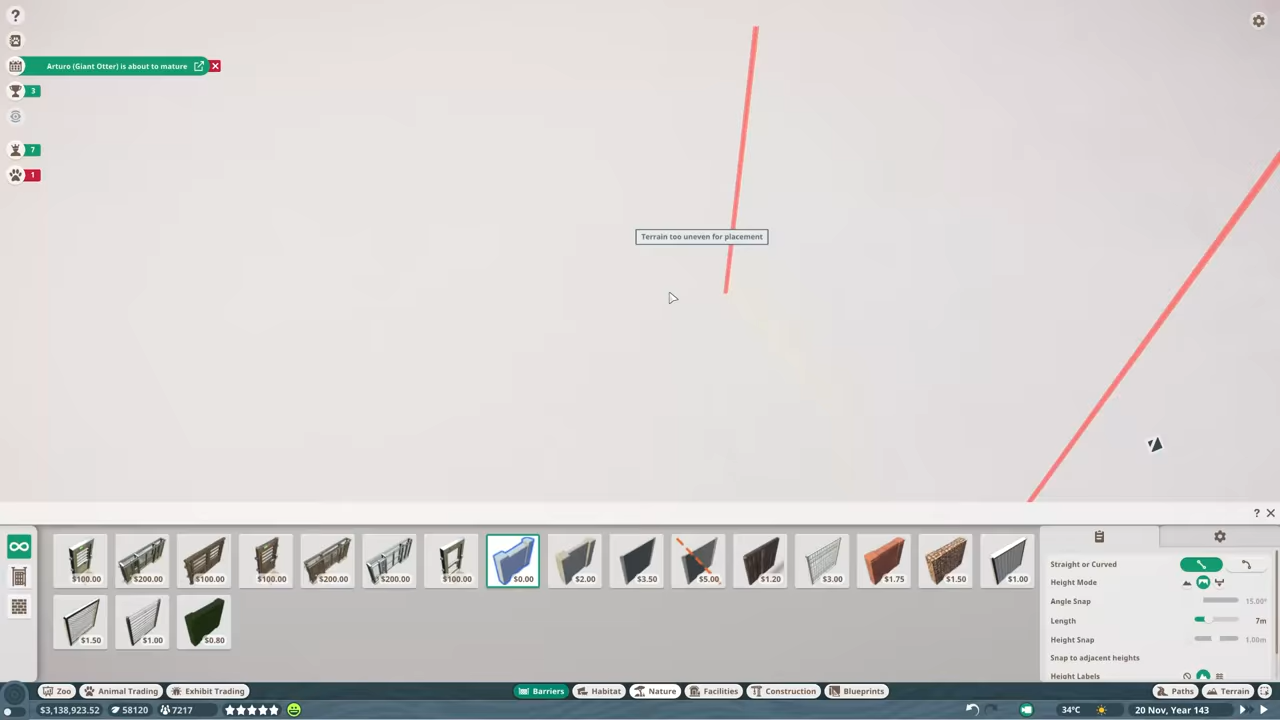 ?
Arturo (Giant Otter) is about to mature
3
7
1
Terrain too uneven for placement
?
$100.00
$200.00
$100.00
$100.00
$200.00
$200.00
$100.00
$0.00
$2.00
$3.50
$5.00
$1.20
$3.00
$1.75
$1.50
$1.00
$1.50
$1.00
$0.80
Straight or Curved
Height Mode
Angle Snap 15.00°
Length 7m
Height Snap 1.00m
Snap to adjacent heights
Height Labels
Zoo Animal Trading Exhibit Trading Barriers Habitat Nature Facilities Construction Blueprints Paths Terrain
$3,138,923.52 58120 7217 34°C 20 Nov, Year 143